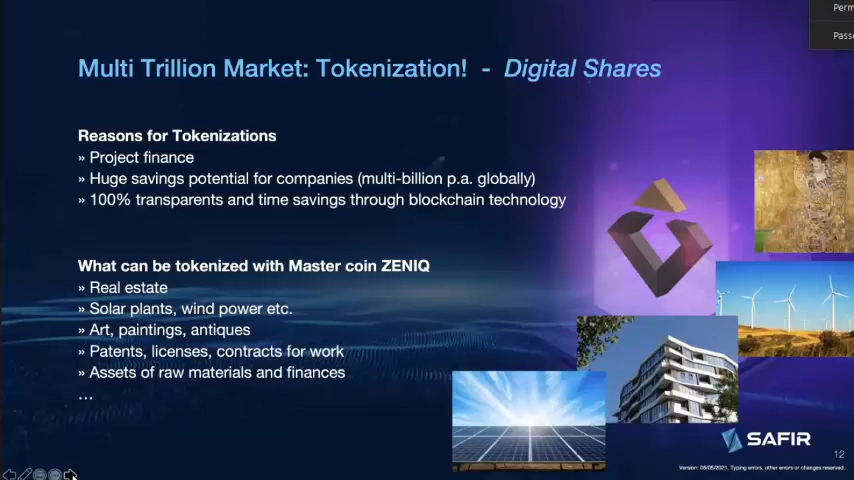 Perm
Passe
Multi Trillion Market: Tokenization! - Digital Shares
Reasons for Tokenizations
» Project finance
» Huge savings potential for companies (multi-billion p.a. globally)
» 100% transparents and time savings through blockchain technology
What can be tokenized with Master coin ZENIQ
» Real estate
» Solar plants, wind power etc.
» Art, paintings, antiques
» Patents, licenses, contracts for work
» Assets of raw materials and finances
...
SAFIR
12
Version: 05/05/2021, Typing errors, other errors or changes reserved.